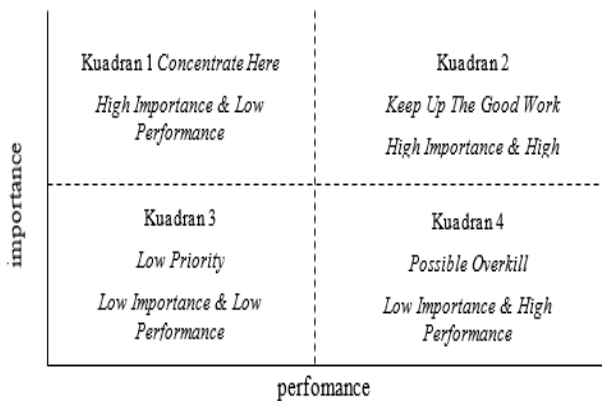 Kuadran 1 Concentrate Here
High Importance & Low
Performance
Kuadran 2
Keep Up The Good Work
High Importance & High
importance
Kuadran 3
Low Priority
Low Importance & Low
Performance
Kuadran 4
Possible Overkill
Low Importance & High
Performance
perfomance